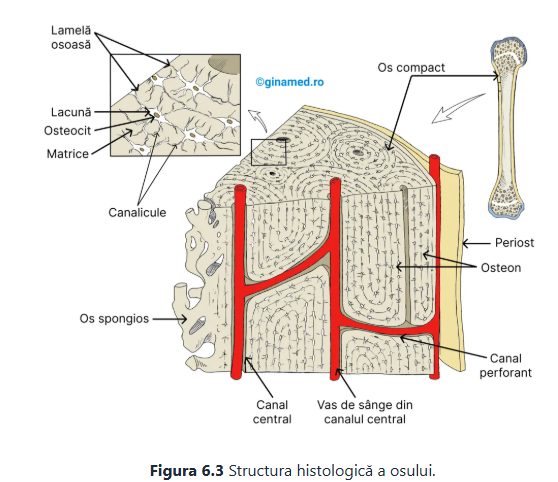 Lamelă
osoasă
©ginamed.ro
Os compact
Lacună
Osteocit
Matrice
Canalicule
Periost
Osteon
Os spongios
Canal
perforant
Canal
central
Vas de sânge din
canalul central
Figura 6.3 Structura histologică a osului.